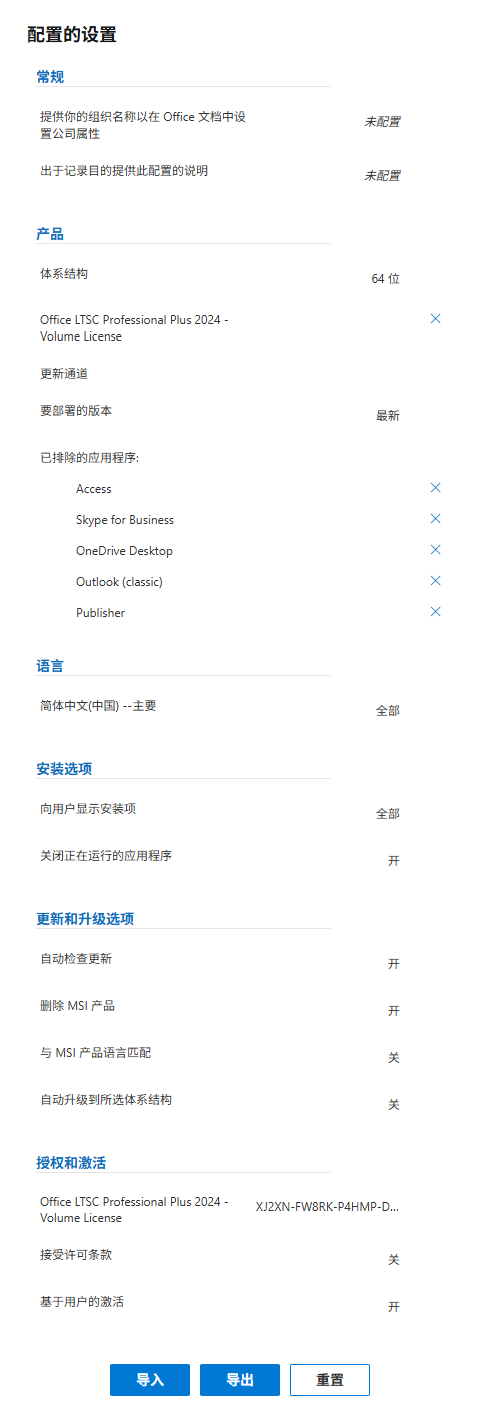 配置的设置
常规
提供你的组织名称以在 Office 文档中设
置公司属性
未配置
出于记录目的提供此配置的说明
未配置
产品
体系结构
64 位
Office LTSC Professional Plus 2024 -
Volume License
更新通道
要部署的版本
最新
已排除的应用程序:
Access
Skype for Business
OneDrive Desktop
Outlook (classic)
Publisher
语言
简体中文(中国) --主要
全部
安装选项
向用户显示安装项
全部
关闭正在运行的应用程序
开
更新和升级选项
自动检查更新
开
删除 MSI 产品
开
与 MSI 产品语言匹配
关
自动升级到所选体系结构
关
授权和激活
Office LTSC Professional Plus 2024 -
Volume License
XJ2XN-FW8RK-P4HMP-D...
接受许可条款
关
基于用户的激活
开
导入
导出
重置